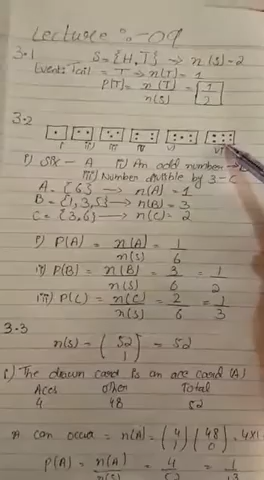 Lecture :- 09
3.1 S = {H,T} → n(S) = 2
Event: Tail = T → n(T) = 1
P(T) = n(T) = 1
n(S) 2
3.2
I II III IV V VI
i) Six - A ii) An odd number → B
iii) Number divisible by 3 - C
A = {6} → n(A) = 1
B = {1,3,5} → n(B) = 3
C = {3,6} → n(C) = 2
i) P(A) = n(A) = 1
n(S) 6
ii) P(B) = n(B) = 3 = 1
n(S) 6 2
iii) P(C) = n(C) = 2 = 1
n(S) 6 3
3.3
n(S) = (52 1) = 52
i) The drawn card is an ace card (A)
Aces other Total
4 48 52
A can occur = n(A) = (4 1) (48 0) = 4×1
P(A) = n(A) = 4 = 1
n(S) 52 13